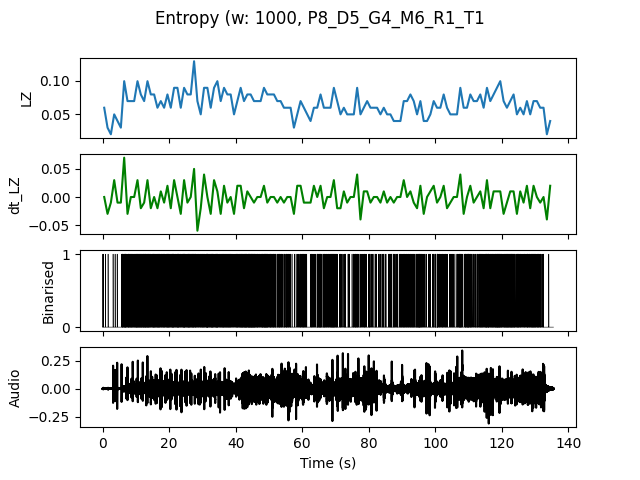 Entropy (w: 1000, P8_D5_G4_M6_R1_T1
LZ
0.10
0.05
dt_LZ
0.05
0.00
−0.05
Binarised
1
0
Audio
0.25
0.00
−0.25
0 20 40 60 80 100 120 140
Time (s)